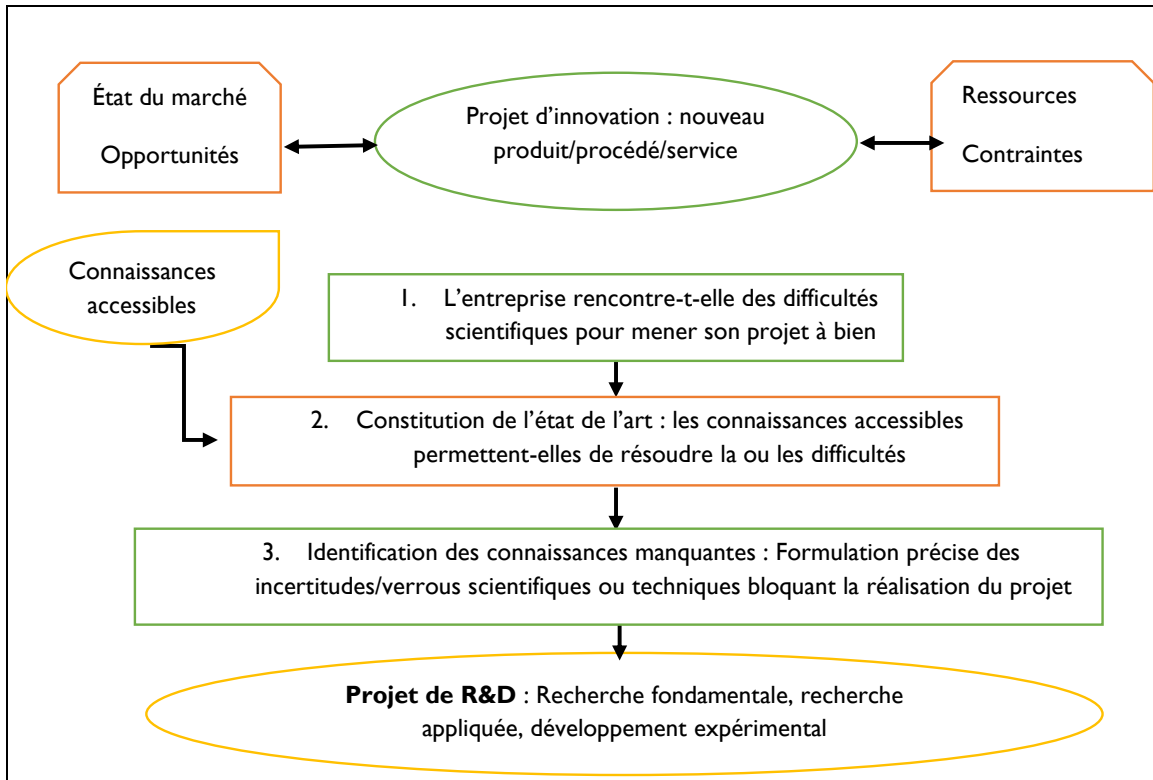 État du marché
Opportunités
Projet d’innovation : nouveau
produit/procédé/service
Ressources
Contraintes
Connaissances
accessibles
1. L’entreprise rencontre-t-elle des difficultés
scientifiques pour mener son projet à bien
2. Constitution de l’état de l’art : les connaissances accessibles
permettent-elles de résoudre la ou les difficultés
3. Identification des connaissances manquantes : Formulation précise des
incertitudes/verrous scientifiques ou techniques bloquant la réalisation du projet
Projet de R&D : Recherche fondamentale, recherche
appliquée, développement expérimental